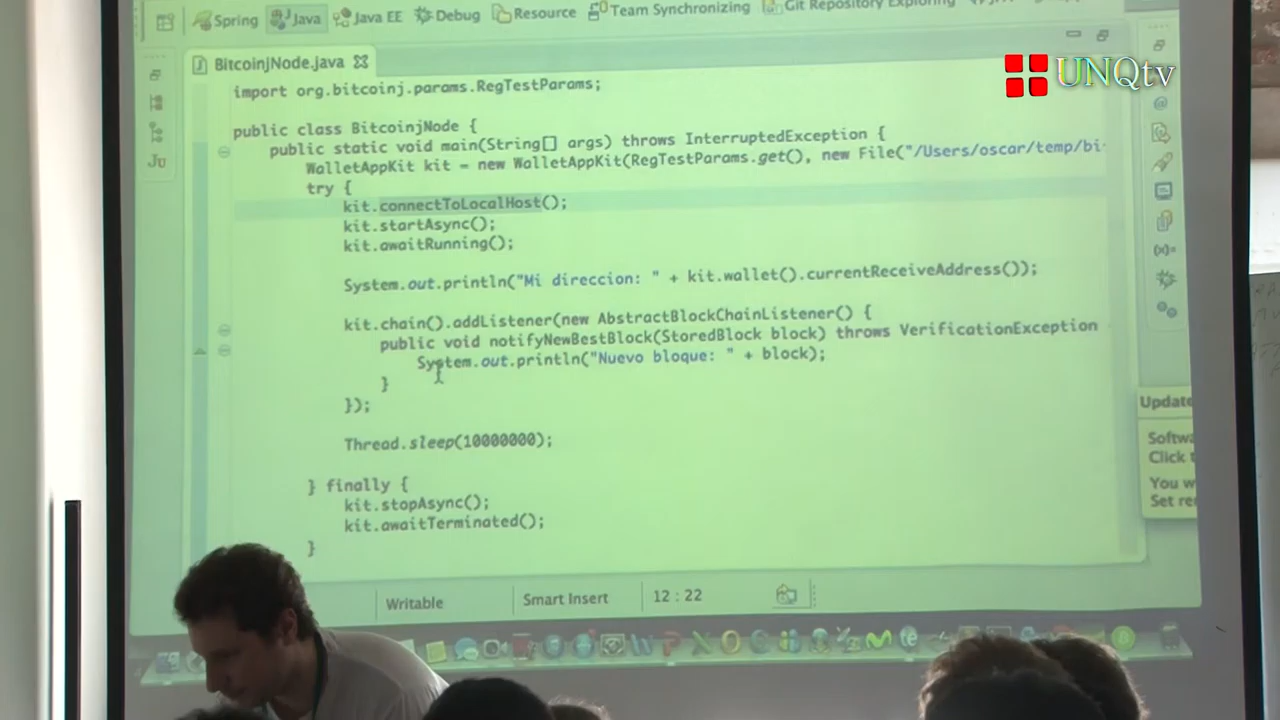 Spring Java Java EE Debug Resource Team Synchronizing Git Repository Exploring
BitcoinjNode.java
UNQtv
import org.bitcoinj.params.RegTestParams;
public class BitcoinjNode {
public static void main(String[] args) throws InterruptedException {
WalletAppKit kit = new WalletAppKit(RegTestParams.get(), new File("/Users/oscar/temp/bi
try {
kit.connectToLocalHost();
kit.startAsync();
kit.awaitRunning();
System.out.println("Mi direccion: " + kit.wallet().currentReceiveAddress());
kit.chain().addListener(new AbstractBlockChainListener() {
public void notifyNewBestBlock(StoredBlock block) throws VerificationException
System.out.println("Nuevo bloque: " + block);
}
});
Thread.sleep(10000000);
} finally {
kit.stopAsync();
kit.awaitTerminated();
}
Ju
(x)=
Update
Softwa
Click t
You w
Set re
Writable Smart Insert 12 : 22